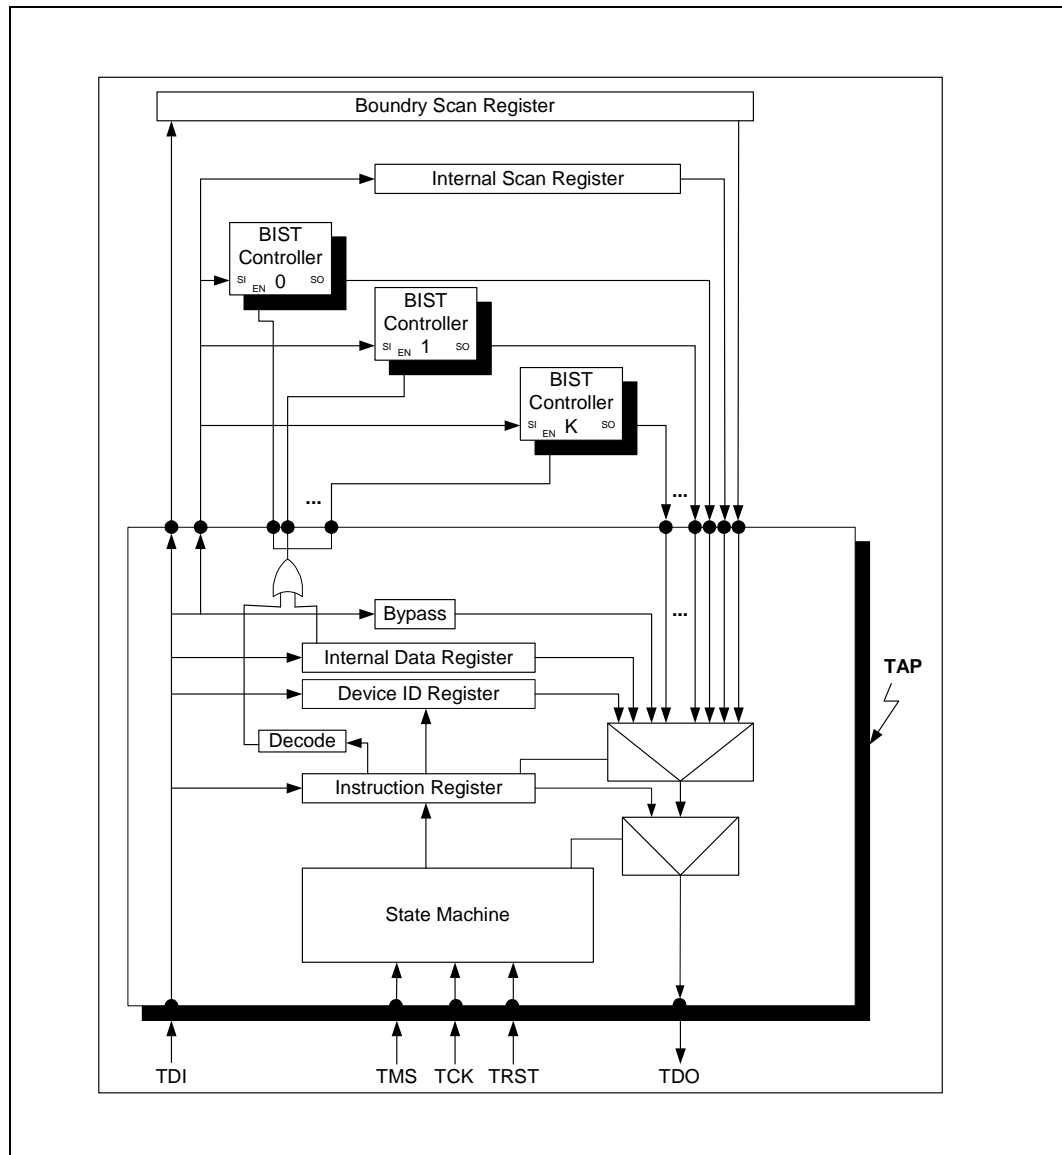 Boundry Scan Register
Internal Scan Register
BIST
Controller
SI EN 0 SO
BIST
Controller
SI EN 1 SO
BIST
Controller
SI EN K SO
...
...
...
Bypass
Internal Data Register
TAP
Device ID Register
Decode
Instruction Register
State Machine
TDI TMS TCK TRST TDO